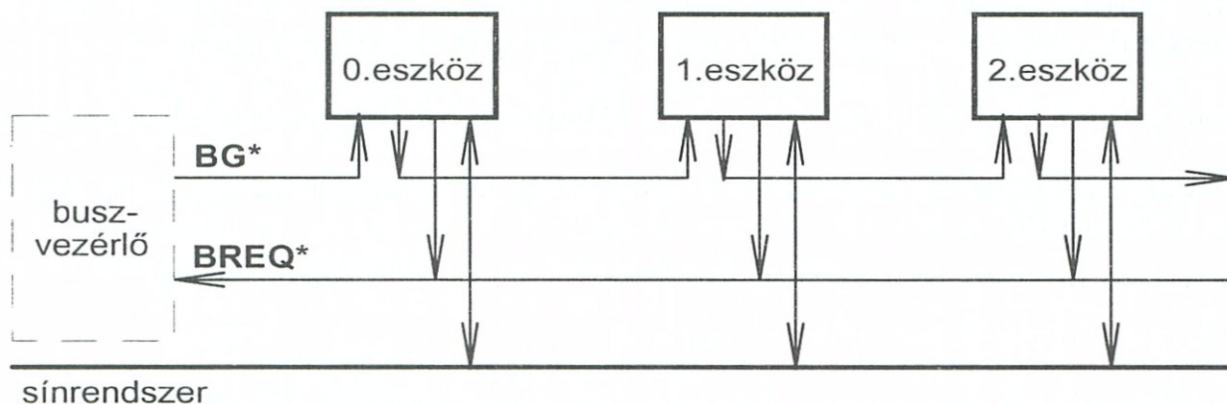 0.eszköz
1.eszköz
2.eszköz
BG*
busz-
vezérlő
BREQ*
sínrendszer